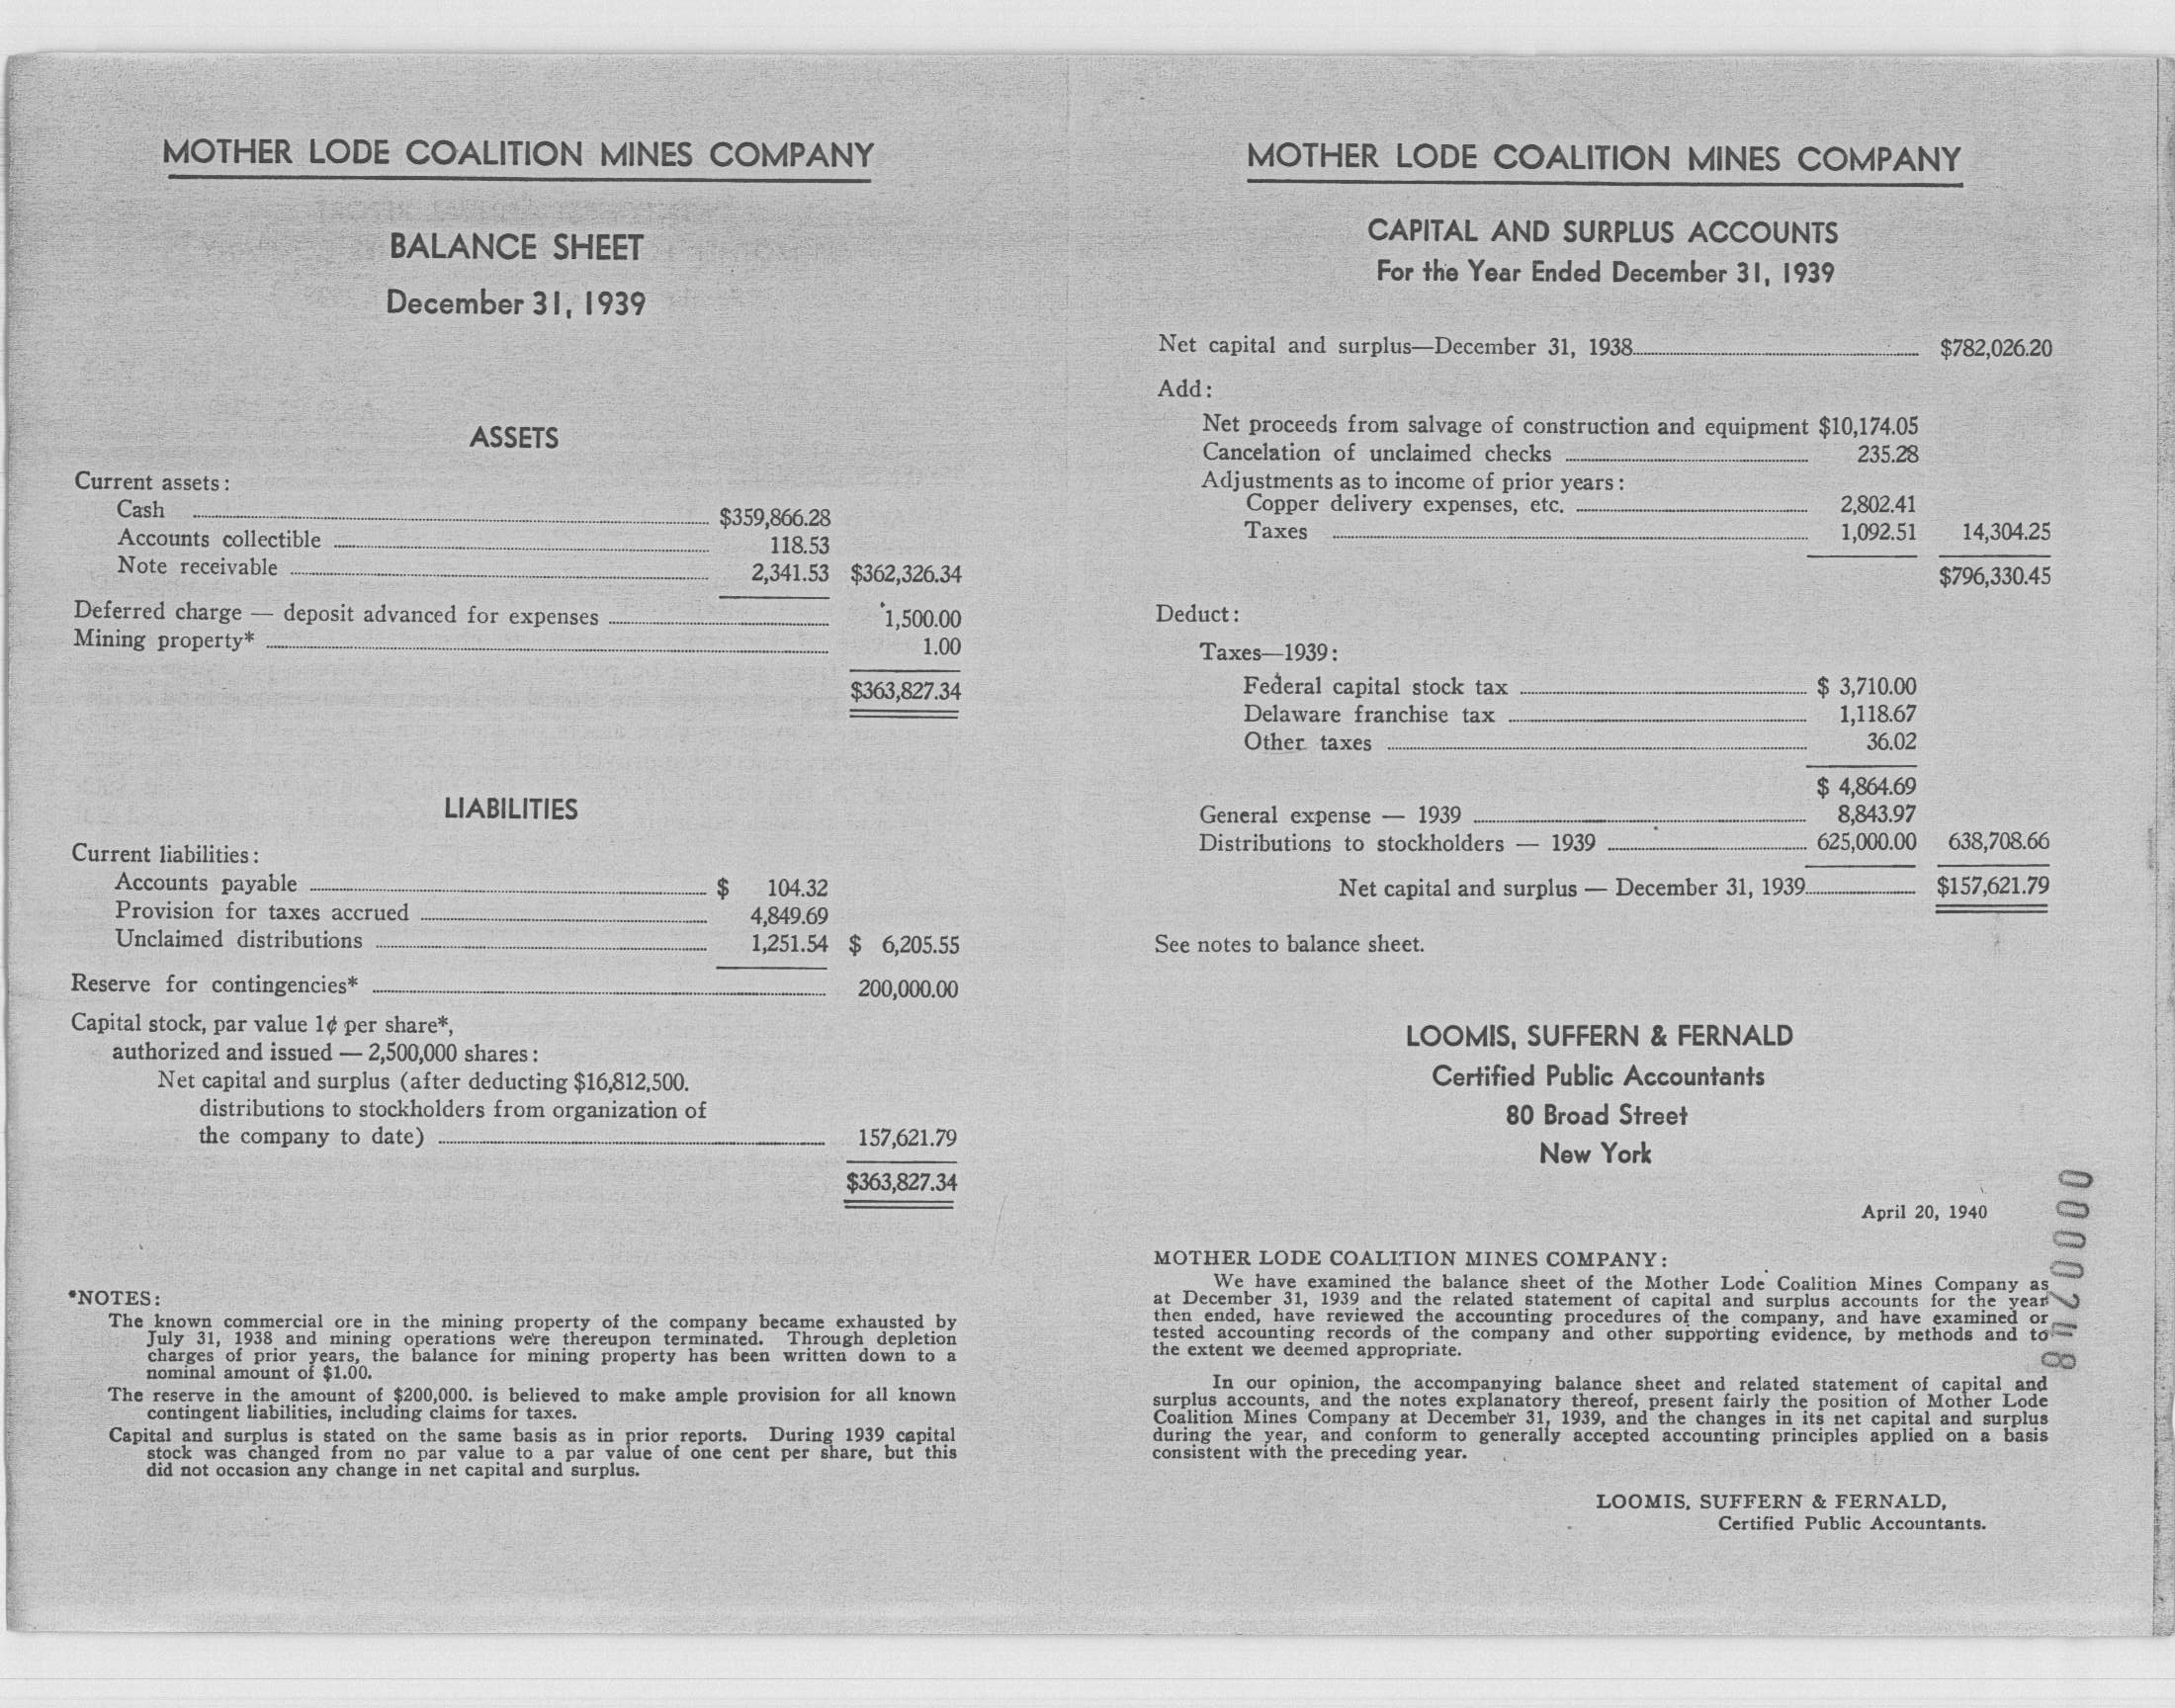 MOTHER LODE COALITION MINES COMPANY
BALANCE SHEET
December 31, 1939
ASSETS
Current assets:
Cash $359,866.28
Accounts collectible 118.53
Note receivable 2,341.53 $362,326.34
Deferred charge — deposit advanced for expenses 1,500.00
Mining property* 1.00
$363,827.34
LIABILITIES
Current liabilities:
Accounts payable $ 104.32
Provision for taxes accrued 4,849.69
Unclaimed distributions 1,251.54 $ 6,205.55
Reserve for contingencies* 200,000.00
Capital stock, par value 1¢ per share*,
authorized and issued — 2,500,000 shares:
Net capital and surplus (after deducting $16,812,500.
distributions to stockholders from organization of
the company to date) 157,621.79
$363,827.34
*NOTES:
The known commercial ore in the mining property of the company became exhausted by
July 31, 1938 and mining operations were thereupon terminated. Through depletion
charges of prior years, the balance for mining property has been written down to a
nominal amount of $1.00.
The reserve in the amount of $200,000. is believed to make ample provision for all known
contingent liabilities, including claims for taxes.
Capital and surplus is stated on the same basis as in prior reports. During 1939 capital
stock was changed from no par value to a par value of one cent per share, but this
did not occasion any change in net capital and surplus.
MOTHER LODE COALITION MINES COMPANY
CAPITAL AND SURPLUS ACCOUNTS
For the Year Ended December 31, 1939
Net capital and surplus—December 31, 1938 $782,026.20
Add:
Net proceeds from salvage of construction and equipment $10,174.05
Cancelation of unclaimed checks 235.28
Adjustments as to income of prior years:
Copper delivery expenses, etc. 2,802.41
Taxes 1,092.51 14,304.25
$796,330.45
Deduct:
Taxes—1939:
Federal capital stock tax $ 3,710.00
Delaware franchise tax 1,118.67
Other taxes 36.02
$ 4,864.69
General expense — 1939 8,843.97
Distributions to stockholders — 1939 625,000.00 638,708.66
Net capital and surplus — December 31, 1939 $157,621.79
See notes to balance sheet.
LOOMIS, SUFFERN & FERNALD
Certified Public Accountants
80 Broad Street
New York
April 20, 1940
MOTHER LODE COALITION MINES COMPANY:
We have examined the balance sheet of the Mother Lode Coalition Mines Company as
at December 31, 1939 and the related statement of capital and surplus accounts for the year
then ended, have reviewed the accounting procedures of the company, and have examined or
tested accounting records of the company and other supporting evidence, by methods and to
the extent we deemed appropriate.
In our opinion, the accompanying balance sheet and related statement of capital and
surplus accounts, and the notes explanatory thereof, present fairly the position of Mother Lode
Coalition Mines Company at December 31, 1939, and the changes in its net capital and surplus
during the year, and conform to generally accepted accounting principles applied on a basis
consistent with the preceding year.
LOOMIS, SUFFERN & FERNALD,
Certified Public Accountants.